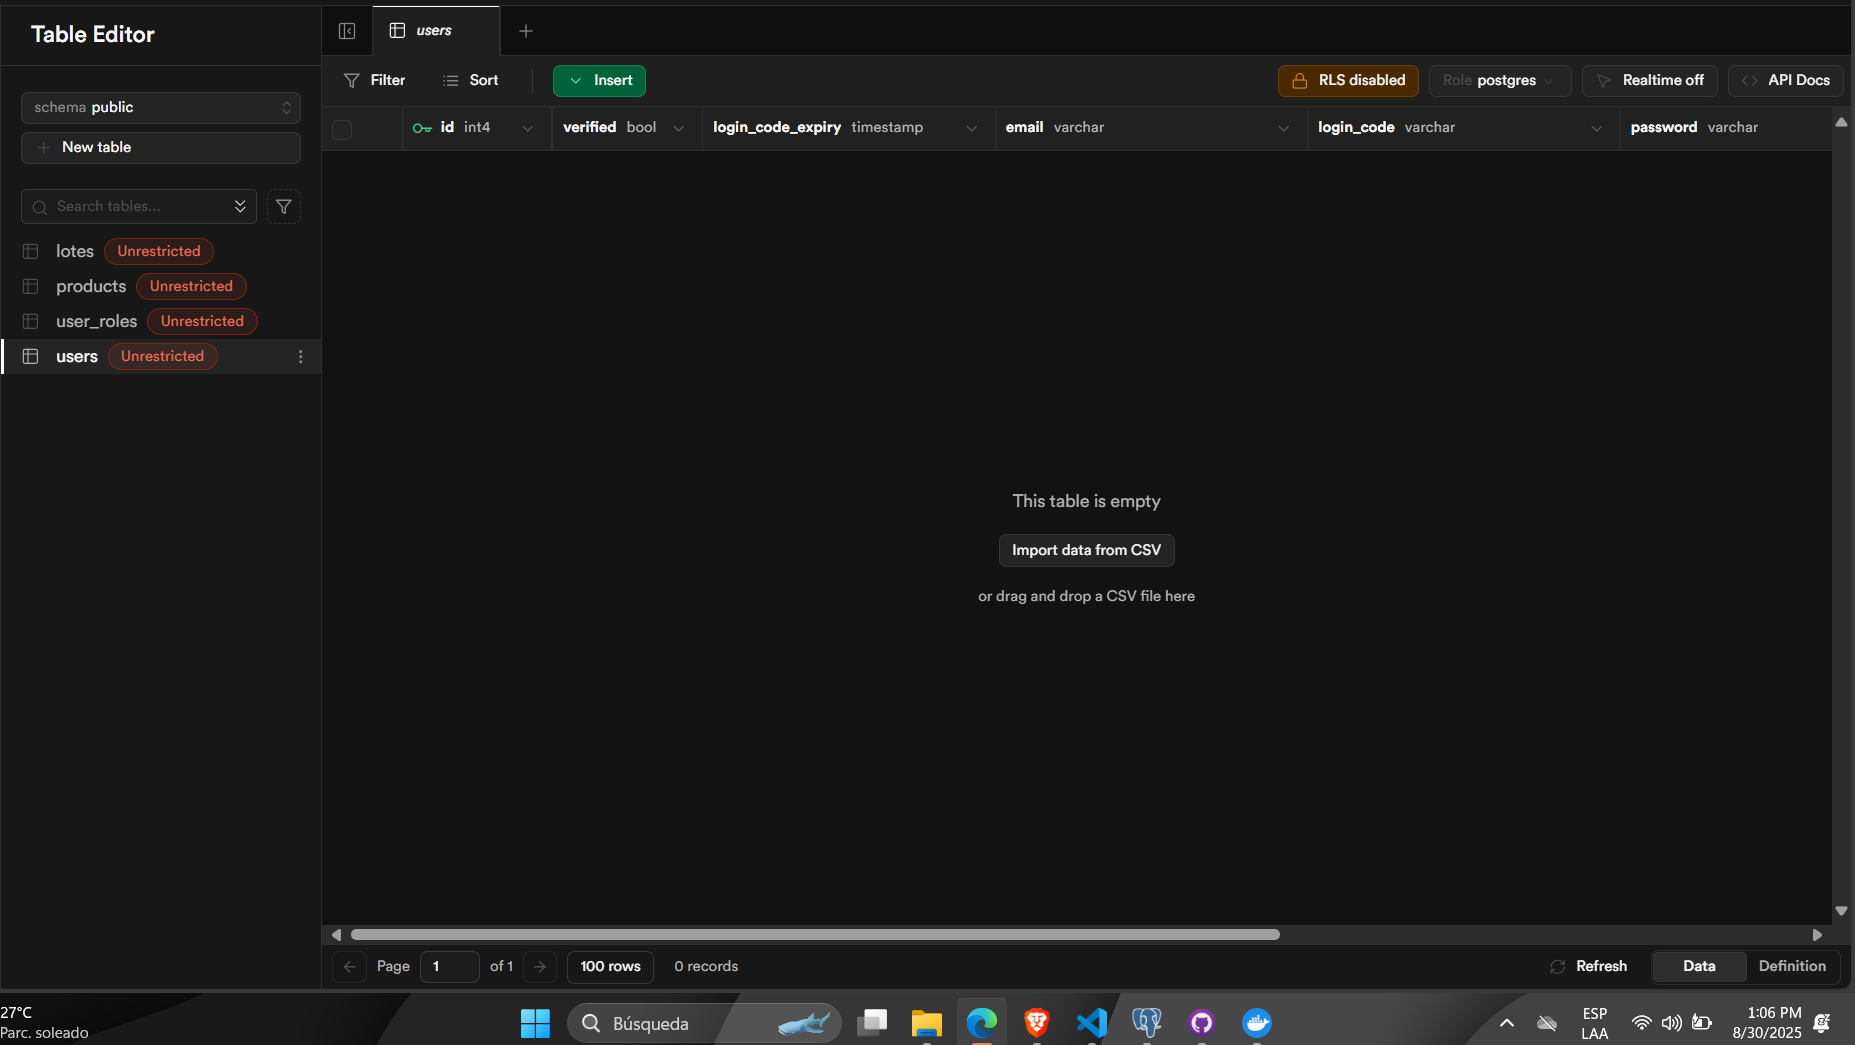 Table Editor
users
Filter
Sort
Insert
RLS disabled
Role postgres
Realtime off
API Docs
schema public
New table
id int4
verified bool
login_code_expiry timestamp
email varchar
login_code varchar
password varchar
Search tables...
lotes Unrestricted
products Unrestricted
user_roles Unrestricted
users Unrestricted
This table is empty
Import data from CSV
or drag and drop a CSV file here
Page 1 of 1
100 rows
0 records
Refresh
Data
Definition
27°C
Parc. soleado
Búsqueda
ESP
LAA
1:06 PM
8/30/2025